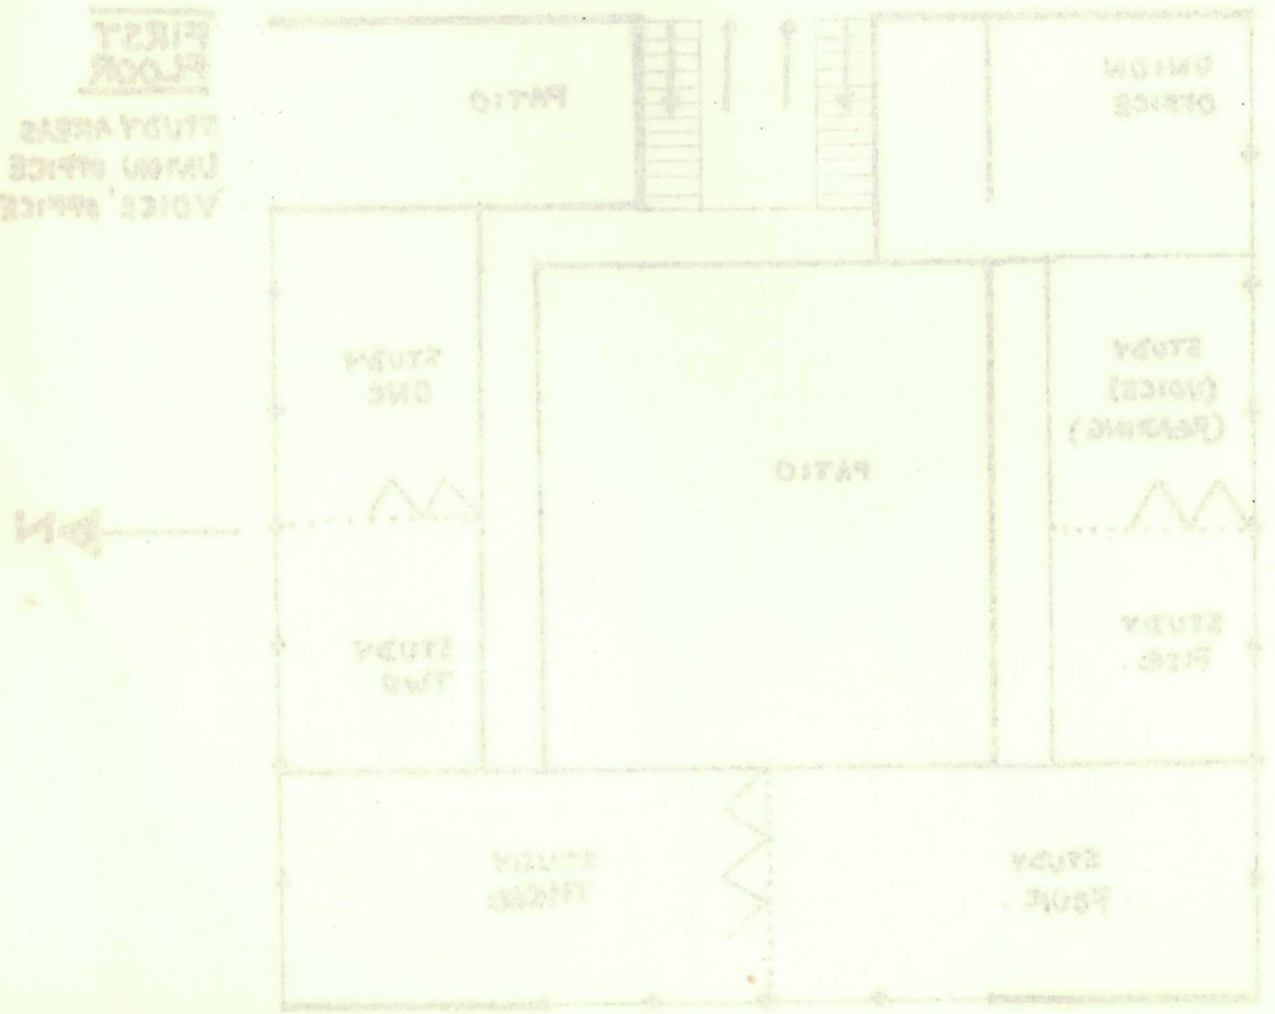 FIRST
FLOOR
STUDY AREAS
UNION OFFICE
'VOICE' OFFICE
PATIO
UNION
OFFICE
STUDY
ONE
STUDY
(VOICE)
(READING)
PATIO
N
STUDY
TWO
STUDY
FIVE.
STUDY
THREE
STUDY
FOUR.